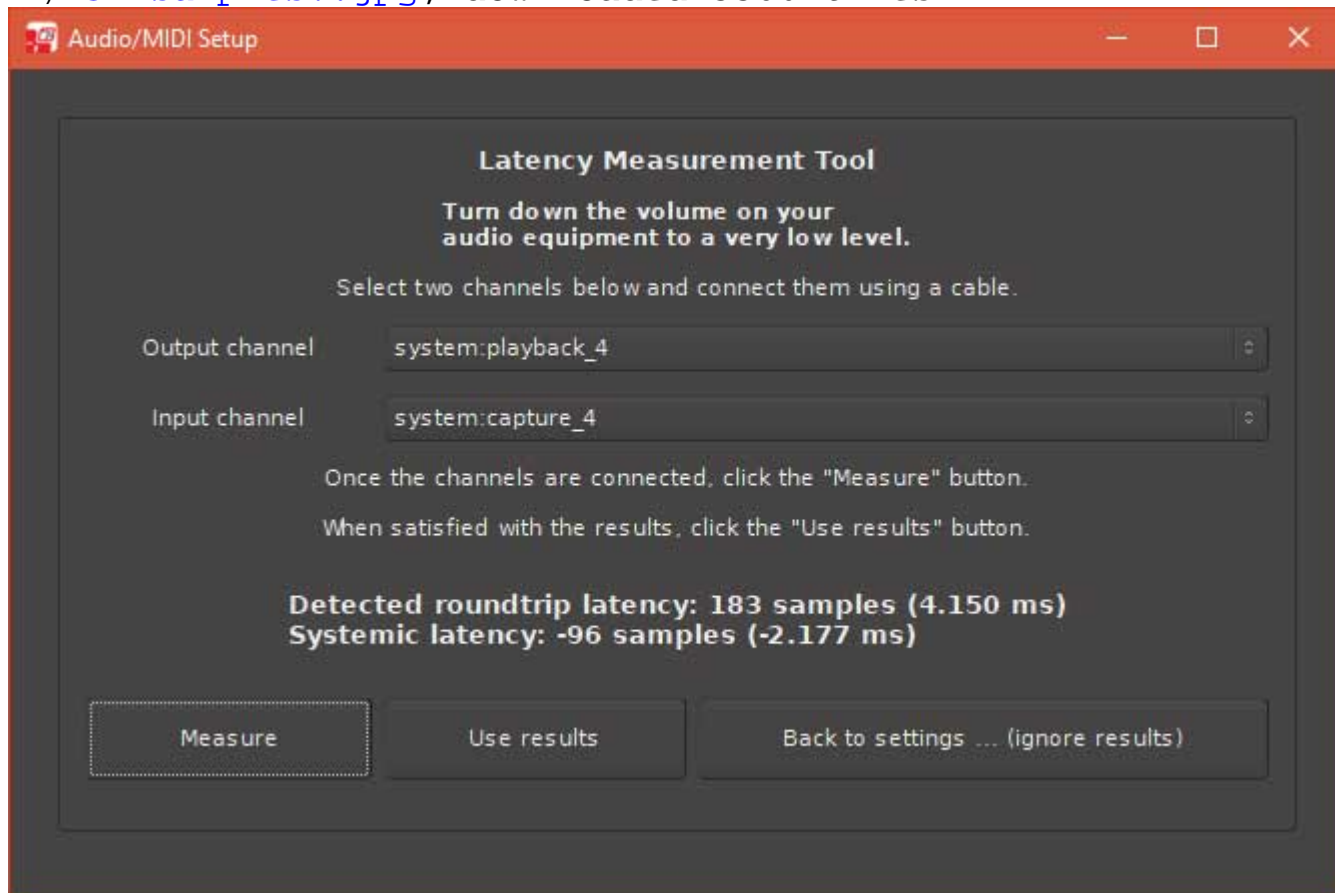 Audio/MIDI Setup
Latency Measurement Tool
Turn down the volume on your
audio equipment to a very low level.
Select two channels below and connect them using a cable.
Output channel system:playback_4
Input channel system:capture_4
Once the channels are connected, click the "Measure" button.
When satisfied with the results, click the "Use results" button.
Detected roundtrip latency: 183 samples (4.150 ms)
Systemic latency: -96 samples (-2.177 ms)
Measure Use results Back to settings ... (ignore results)